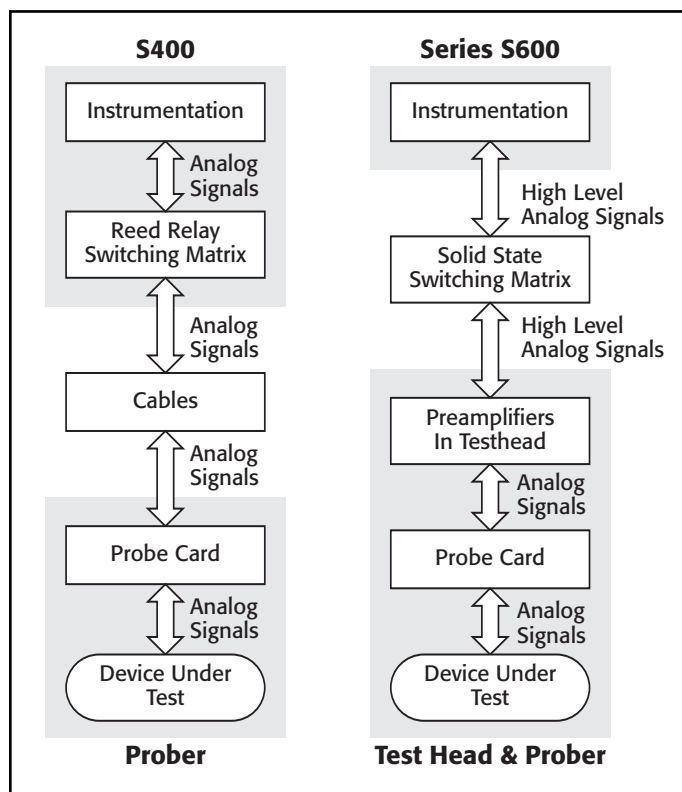 S400
Instrumentation
Analog
Signals
Reed Relay
Switching Matrix
Analog
Signals
Cables
Analog
Signals
Probe Card
Analog
Signals
Device Under
Test
Prober
Series S600
Instrumentation
High Level
Analog Signals
Solid State
Switching Matrix
High Level
Analog Signals
Preamplifiers
In Testhead
Analog
Signals
Probe Card
Analog
Signals
Device Under
Test
Test Head & Prober